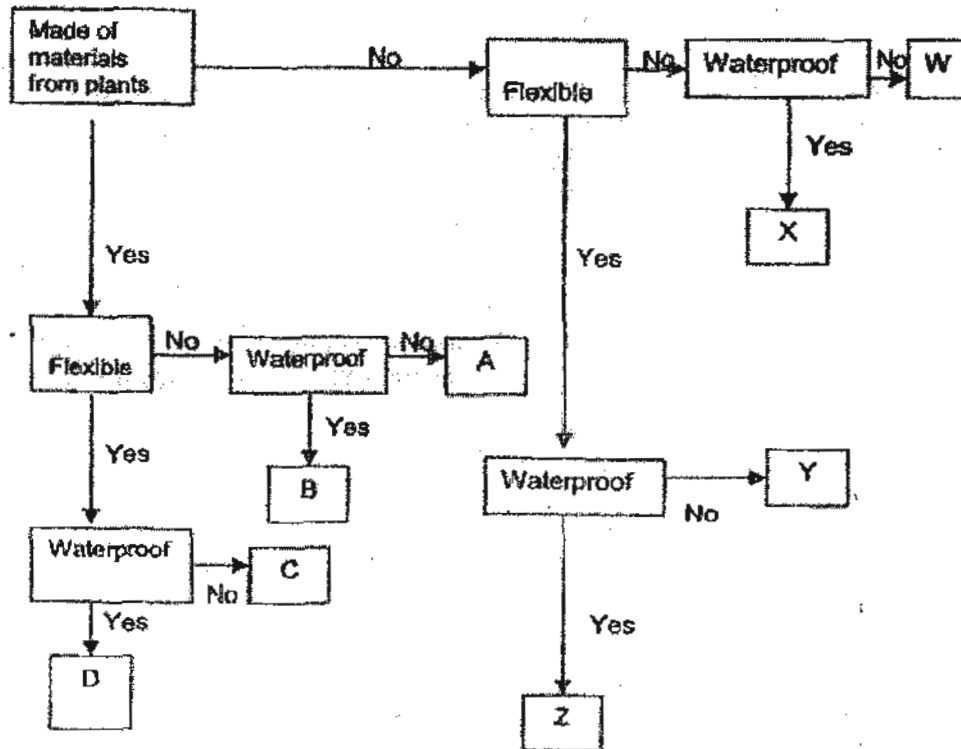 Made of
materials
from plants
No
Flexible
No
Waterproof
No
W
Yes
X
Yes
Yes
Flexible
No
Waterproof
No
A
Yes
B
Yes
Waterproof
No
C
Yes
D
Waterproof
No
Y
Yes
Z